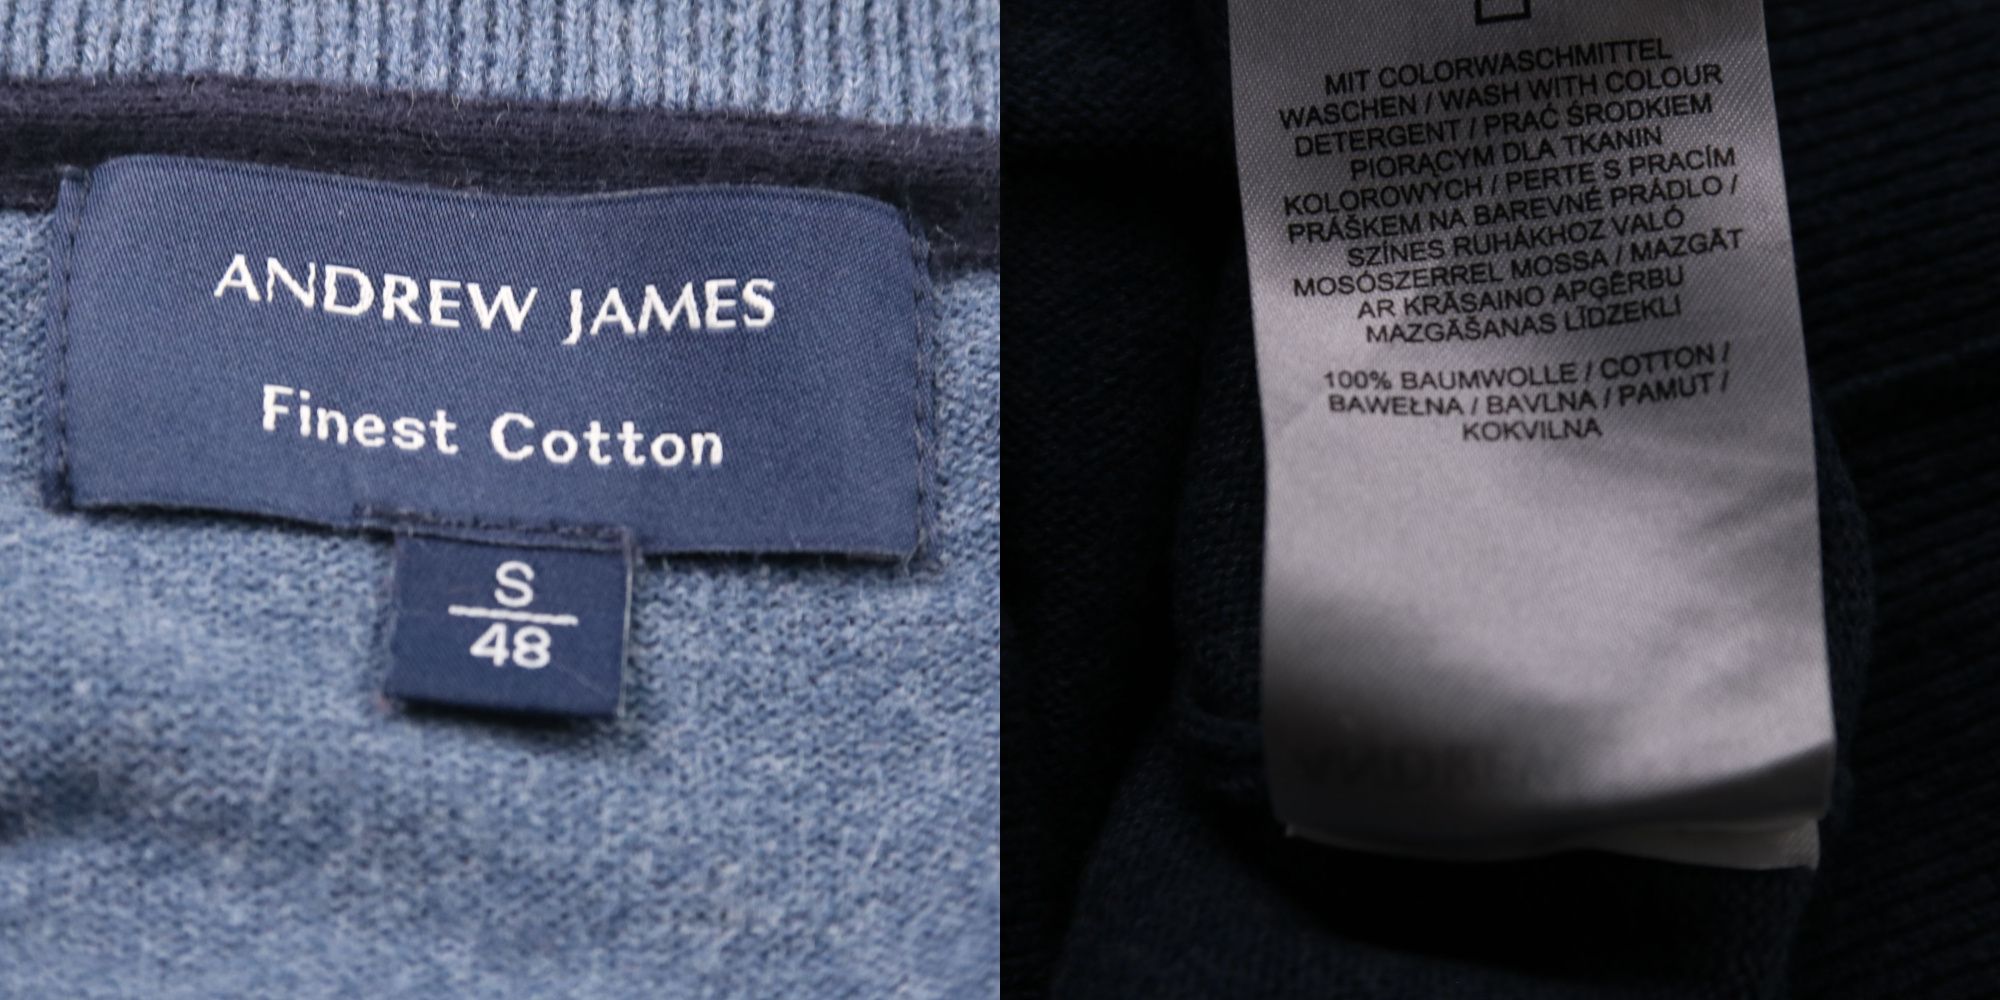 ANDREW JAMES
Finest Cotton
S
48
MIT COLORWASCHMITTEL
WASCHEN / WASH WITH COLOUR
DETERGENT / PRAĆ ŚRODKIEM
PIORĄCYM DLA TKANIN
KOLOROWYCH / PERTE S PRACÍM
PRÁŠKEM NA BAREVNÉ PRÁDLO /
SZÍNES RUHÁKHOZ VALÓ
MOSÓSZERREL MOSSA / MAZGĀT
AR KRĀSAINO APĢĒRBU
MAZGĀŠANAS LĪDZEKLI
100% BAUMWOLLE / COTTON /
BAWEŁNA / BAVLNA / PAMUT /
KOKVILNA